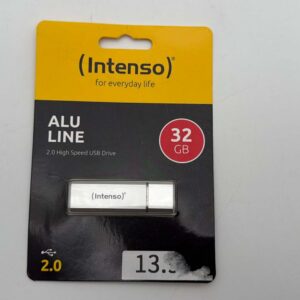 (intenso)®
for everyday life
ALU
LINE
2.0 High Speed USB Drive
32
GB
(intenso)®
2.0